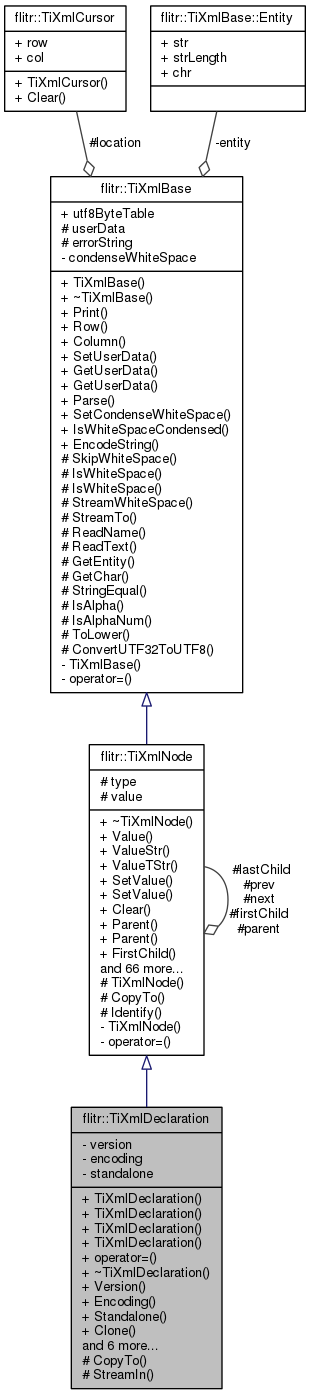 flitr::TiXmlCursor
+ row
+ col
+ TiXmlCursor()
+ Clear()
flitr::TiXmlBase::Entity
+ str
+ strLength
+ chr
#location
-entity
flitr::TiXmlBase
+ utf8ByteTable
# userData
# errorString
- condenseWhiteSpace
+ TiXmlBase()
+ ~TiXmlBase()
+ Print()
+ Row()
+ Column()
+ SetUserData()
+ GetUserData()
+ GetUserData()
+ Parse()
+ SetCondenseWhiteSpace()
+ IsWhiteSpaceCondensed()
+ EncodeString()
# SkipWhiteSpace()
# IsWhiteSpace()
# IsWhiteSpace()
# StreamWhiteSpace()
# StreamTo()
# ReadName()
# ReadText()
# GetEntity()
# GetChar()
# StringEqual()
# IsAlpha()
# IsAlphaNum()
# ToLower()
# ConvertUTF32ToUTF8()
- TiXmlBase()
- operator=()
flitr::TiXmlNode
# type
# value
+ ~TiXmlNode()
+ Value()
+ ValueStr()
+ ValueTStr()
+ SetValue()
+ SetValue()
+ Clear()
+ Parent()
+ Parent()
+ FirstChild()
and 66 more...
# TiXmlNode()
# CopyTo()
# Identify()
- TiXmlNode()
- operator=()
#lastChild
#prev
#next
#firstChild
#parent
flitr::TiXmlDeclaration
- version
- encoding
- standalone
+ TiXmlDeclaration()
+ TiXmlDeclaration()
+ TiXmlDeclaration()
+ TiXmlDeclaration()
+ operator=()
+ ~TiXmlDeclaration()
+ Version()
+ Encoding()
+ Standalone()
+ Clone()
and 6 more...
# CopyTo()
# StreamIn()